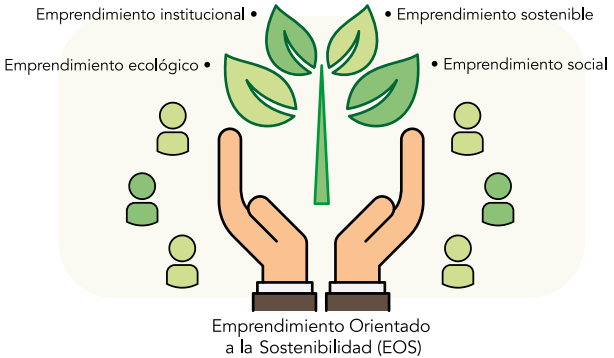 Emprendimiento institucional •
• Emprendimiento sostenible
Emprendimiento ecológico •
• Emprendimiento social
Emprendimiento Orientado
a la Sostenibilidad (EOS)